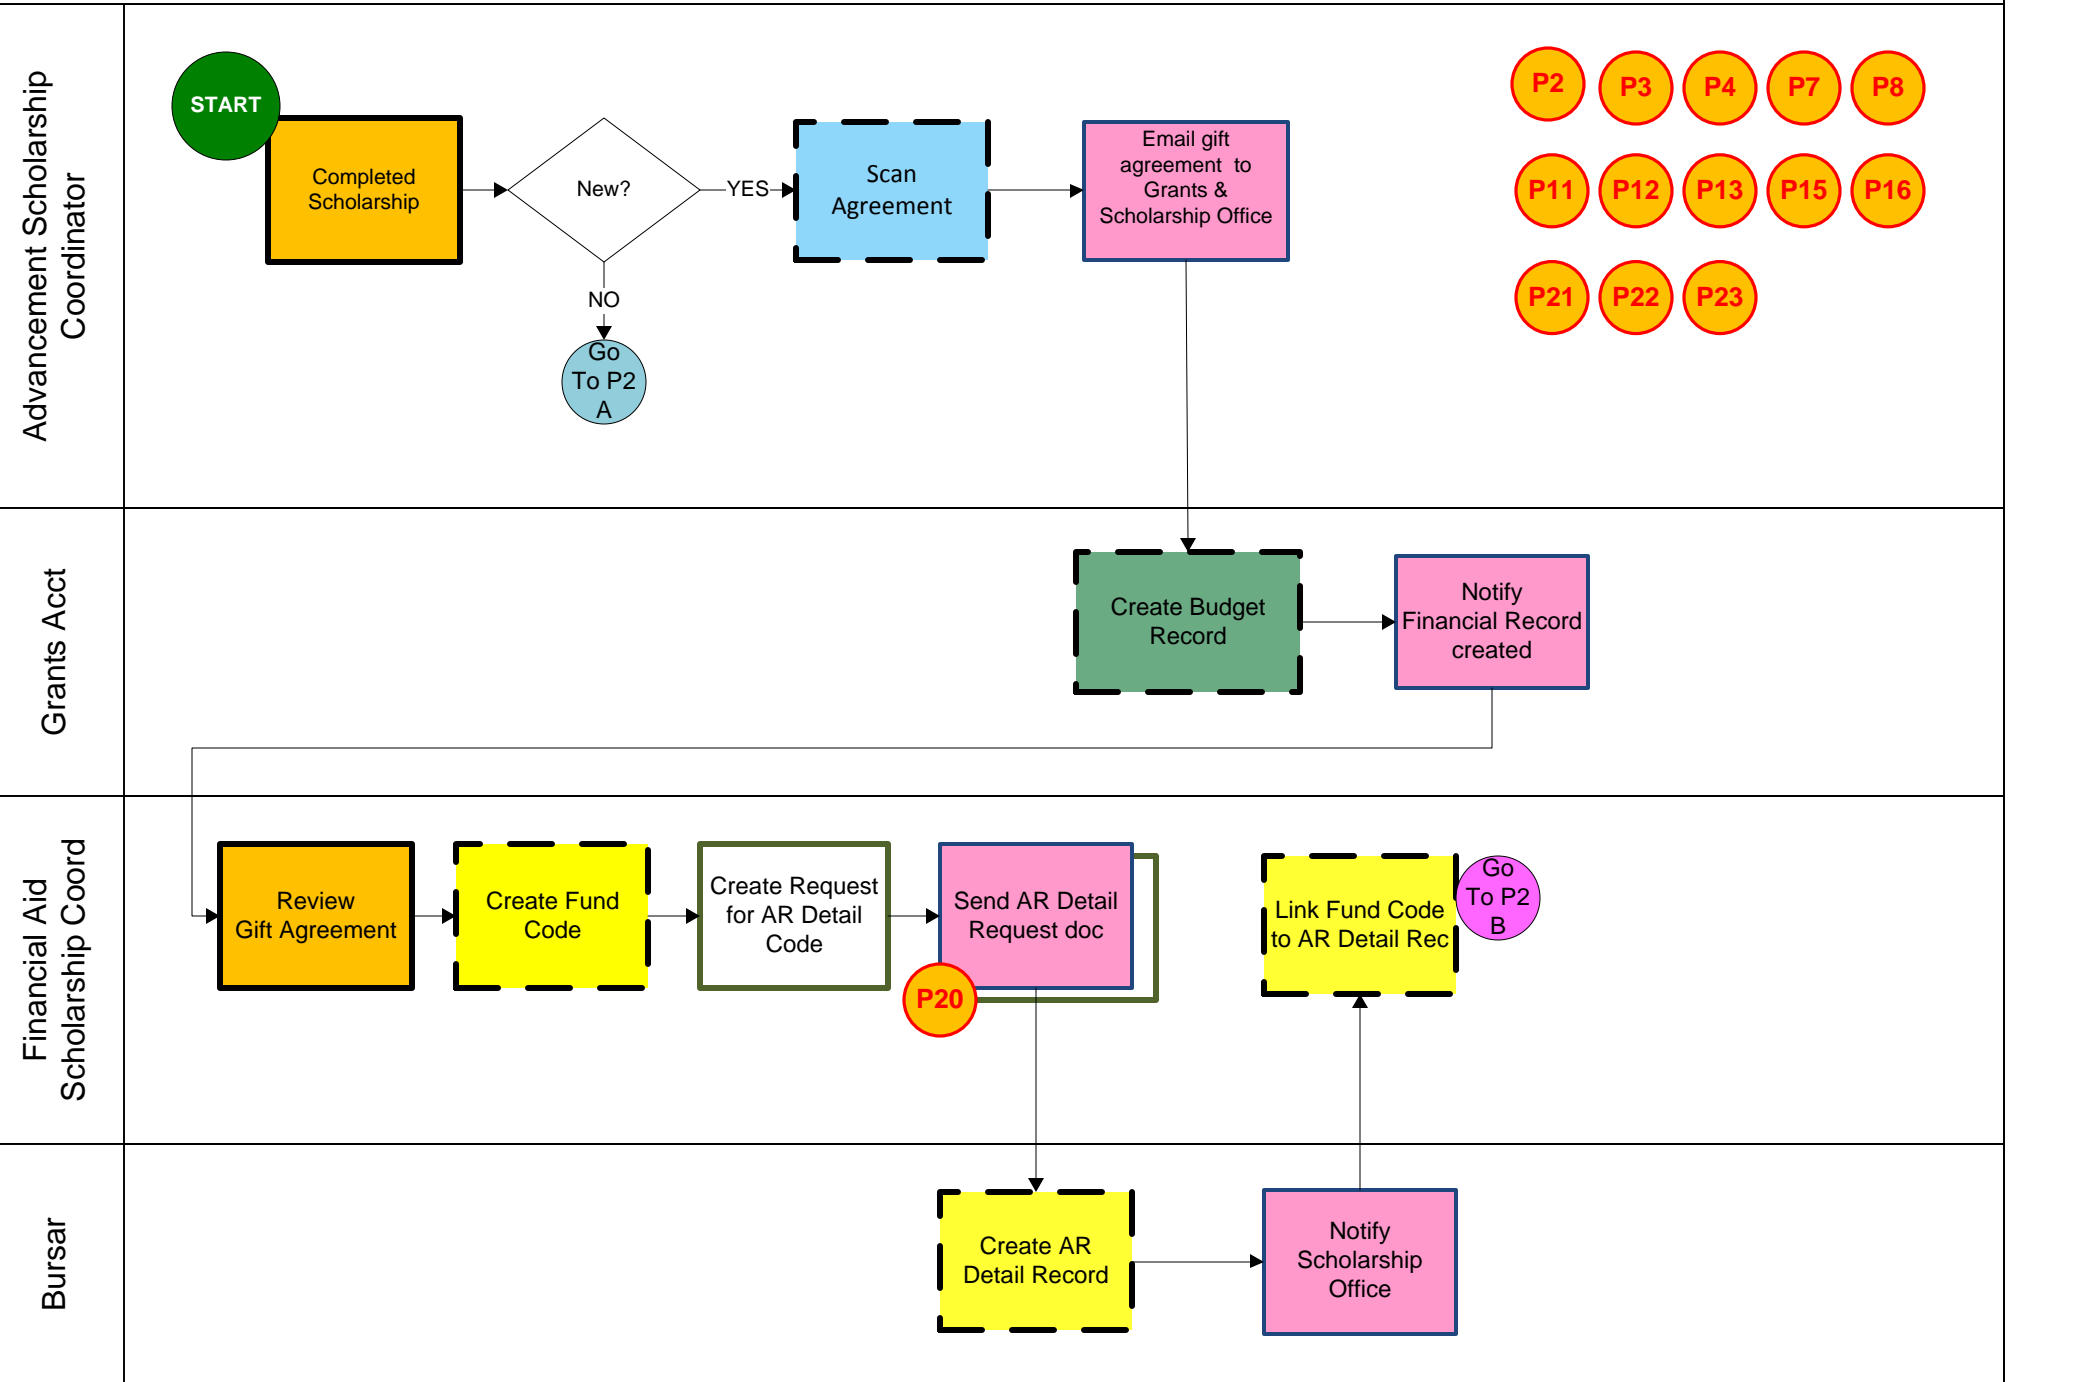 Advancement Scholarship
Coordinator
START
Completed
Scholarship
New?
YES
NO
Go
To P2
A
Scan
Agreement
Email gift
agreement to
Grants &
Scholarship Office
P2
P3
P4
P7
P8
P11
P12
P13
P15
P16
P21
P22
P23
Grants Acct
Create Budget
Record
Notify
Financial Record
created
Financial Aid
Scholarship Coord
Review
Gift Agreement
Create Fund
Code
Create Request
for AR Detail
Code
Send AR Detail
Request doc
P20
Link Fund Code
to AR Detail Rec
Go
To P2
B
Bursar
Create AR
Detail Record
Notify
Scholarship
Office